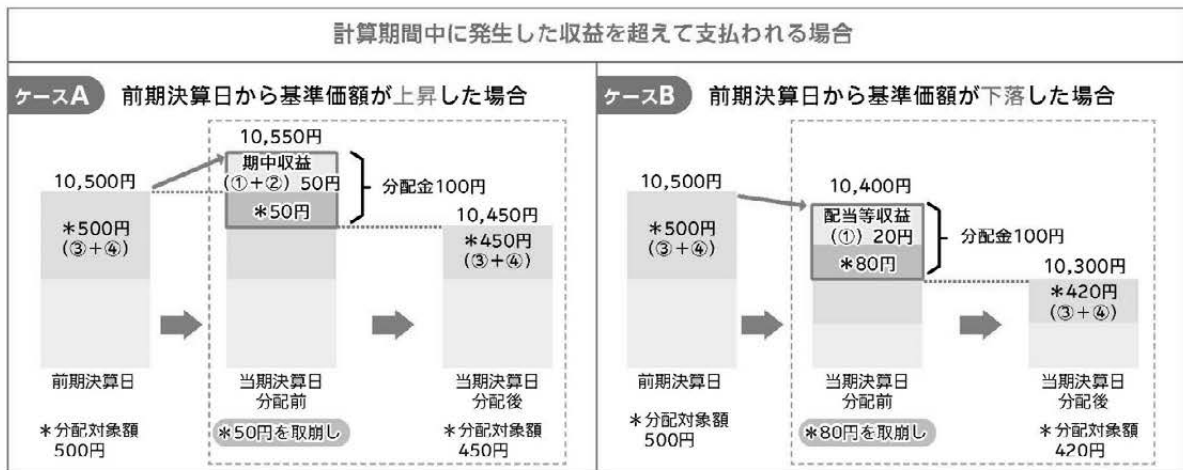 計算期間中に発生した収益を超えて支払われる場合
ケースA
前期決算日から基準価額が上昇した場合
10,550円
期中収益
(①+②) 50円
*50円
分配金100円
10,500円
*500円
(③+④)
10,450円
*450円
(③+④)
前期決算日
当期決算日
分配前
当期決算日
分配後
*分配対象額
500円
*50円を取崩し
*分配対象額
450円
ケースB
前期決算日から基準価額が下落した場合
10,500円
*500円
(③+④)
10,400円
配当等収益
(①) 20円
*80円
分配金100円
10,300円
*420円
(③+④)
前期決算日
当期決算日
分配前
当期決算日
分配後
*分配対象額
500円
*80円を取崩し
*分配対象額
420円